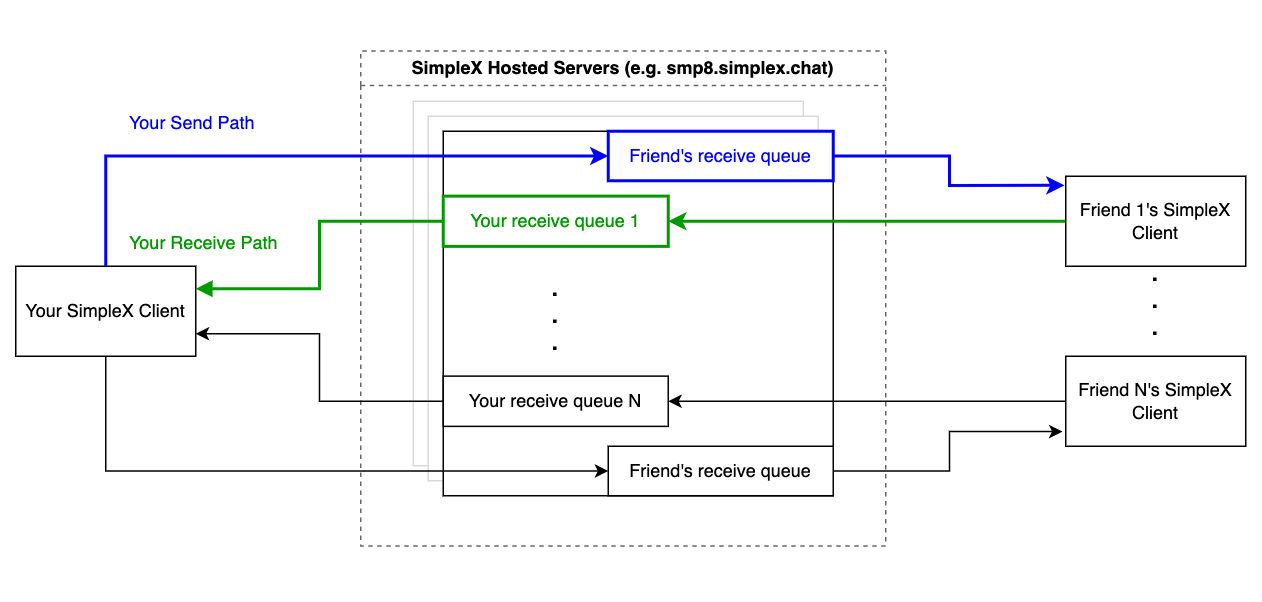 SimpleX Hosted Servers (e.g. smp8.simplex.chat)
Your Send Path
Friend's receive queue
Your receive queue 1
Friend 1's SimpleX
Client
Your Receive Path
Your SimpleX Client
Your receive queue N
Friend N's SimpleX
Client
Friend's receive queue